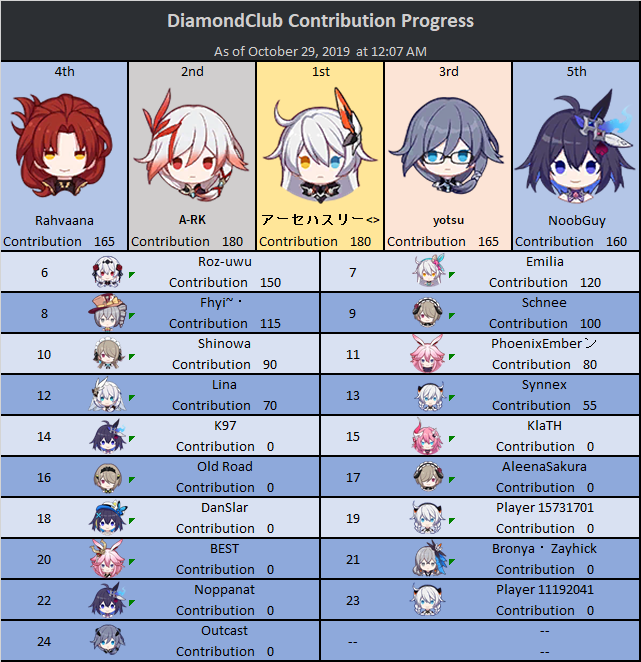 DiamondClub Contribution Progress
As of October 29, 2019 at 12:07 AM
4th 2nd 1st 3rd 5th
Rahvaana A-RK アーセハスリー<> yotsu NoobGuy
Contribution 165 Contribution 180 Contribution 180 Contribution 165 Contribution 160
6 Roz-uwu 7 Emilia
Contribution 150 Contribution 120
8 Fhyi~・ 9 Schnee
Contribution 115 Contribution 100
10 Shinowa 11 PhoenixEmberン
Contribution 90 Contribution 80
12 Lina 13 Synnex
Contribution 70 Contribution 55
14 K97 15 KlaTH
Contribution 0 Contribution 0
16 Old Road 17 AleenaSakura
Contribution 0 Contribution 0
18 DanSlar 19 Player 15731701
Contribution 0 Contribution 0
20 BEST 21 Bronya・Zayhick
Contribution 0 Contribution 0
22 Noppanat 23 Player 11192041
Contribution 0 Contribution 0
24 Outcast -- --
Contribution 0 --